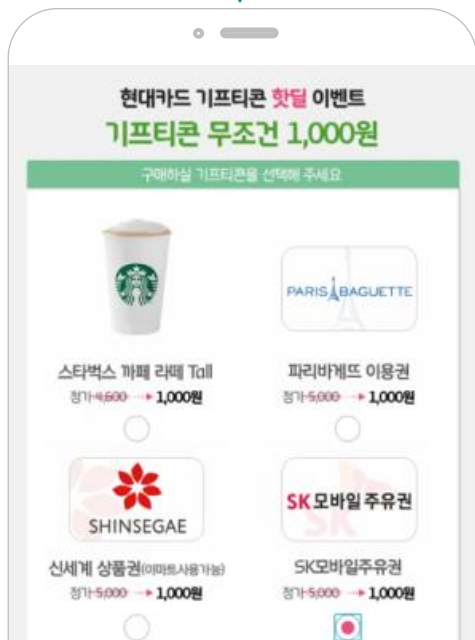 현대카드 기프티콘 핫딜 이벤트
기프티콘 무조건 1,000원
구매하실 기프티콘을 선택해 주세요
PARIS BAGUETTE
스타벅스 까페 라떼 Tall
파리바게뜨 이용권
정가 4,600 → 1,000원
정가 5,000 → 1,000원
SHINSEGAE
SK모바일 주유권
SK
신세계 상품권(이마트사용가능)
SK모바일주유권
정가 5,000 → 1,000원
정가 5,000 → 1,000원